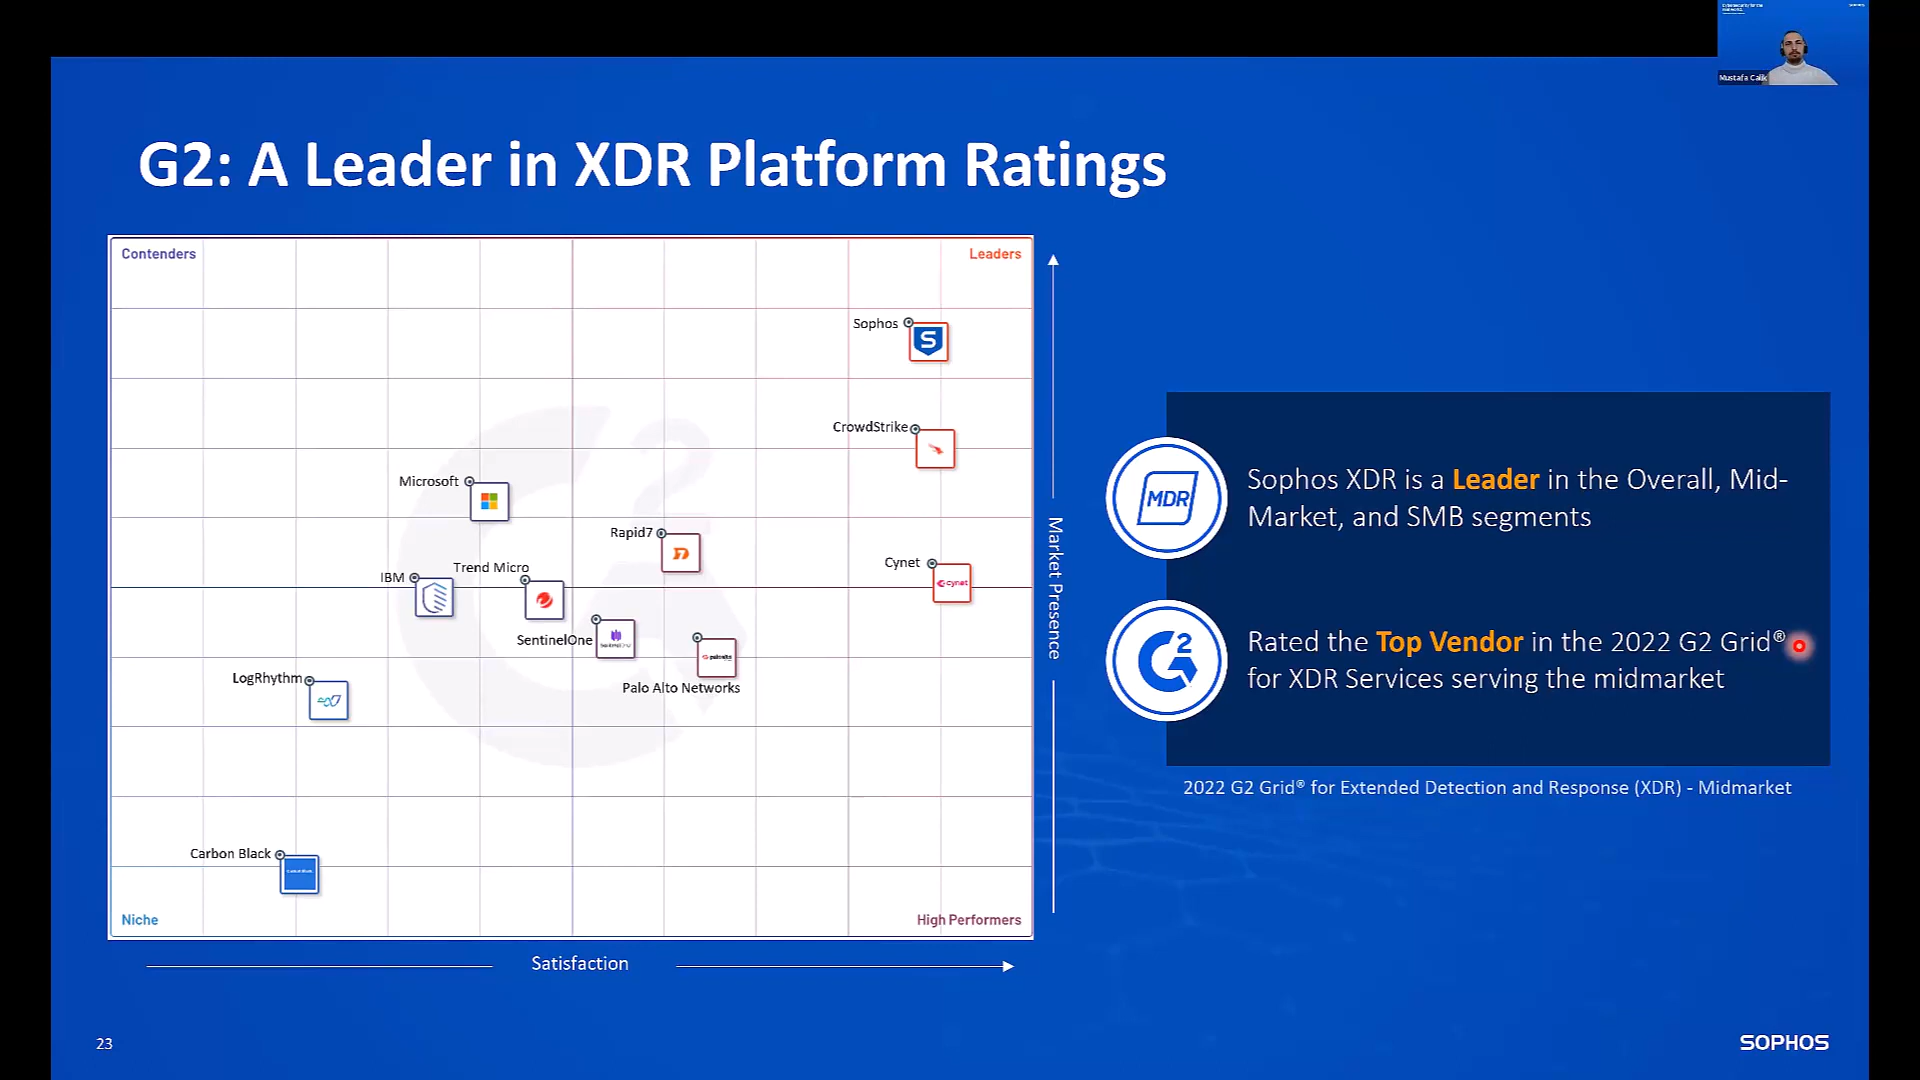 Mustafa Calik
G2: A Leader in XDR Platform Ratings
Contenders
Leaders
Sophos
S
CrowdStrike
Microsoft
Rapid7
Cynet
cynet
IBM
Trend Micro
SentinelOne
Palo Alto Networks
LogRhythm
Carbon Black
Niche
High Performers
Market Presence
Satisfaction
MDR
Sophos XDR is a Leader in the Overall, Mid-
Market, and SMB segments
G2
Rated the Top Vendor in the 2022 G2 Grid®
for XDR Services serving the midmarket
2022 G2 Grid® for Extended Detection and Response (XDR) - Midmarket
23
SOPHOS